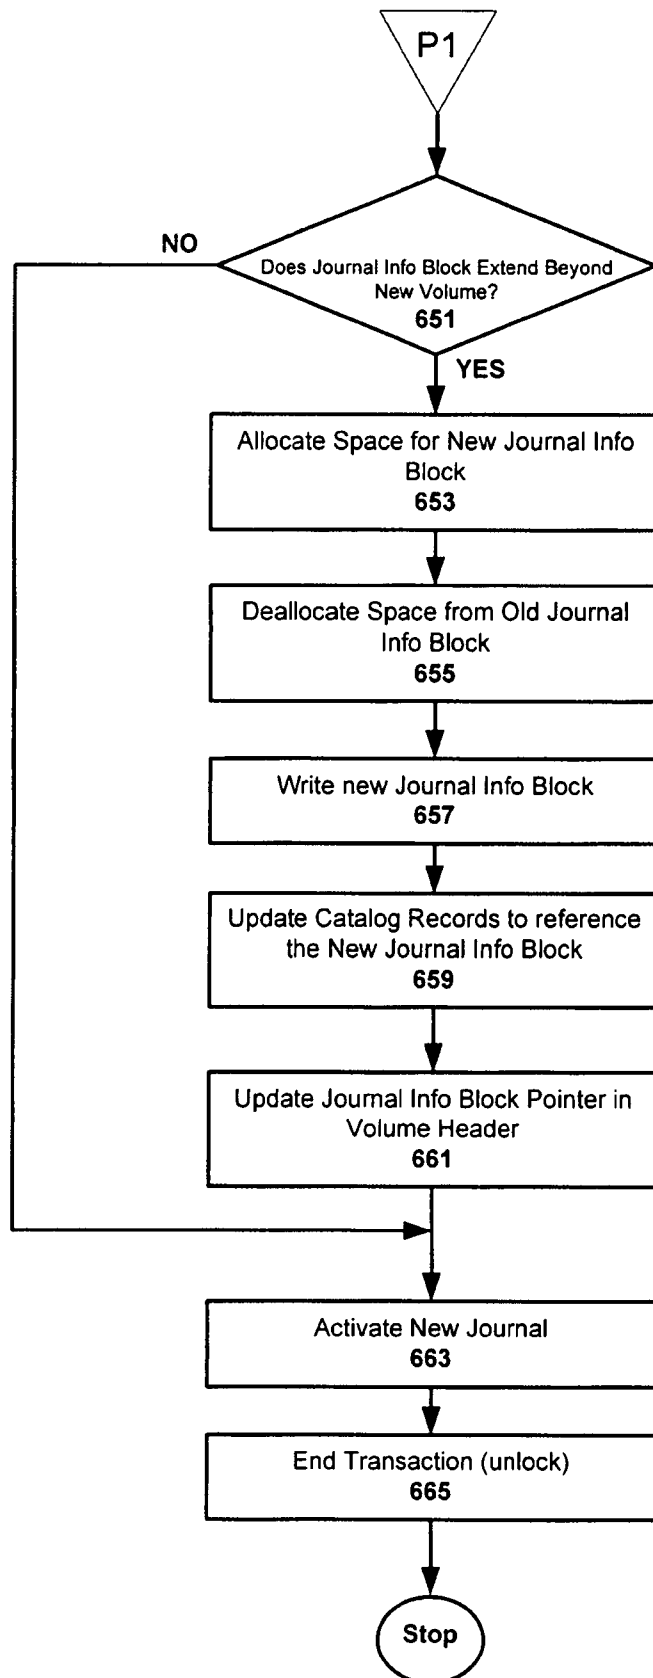 P1
NO
Does Journal Info Block Extend Beyond
New Volume?
651
YES
Allocate Space for New Journal Info
Block
653
Deallocate Space from Old Journal
Info Block
655
Write new Journal Info Block
657
Update Catalog Records to reference
the New Journal Info Block
659
Update Journal Info Block Pointer in
Volume Header
661
Activate New Journal
663
End Transaction (unlock)
665
Stop